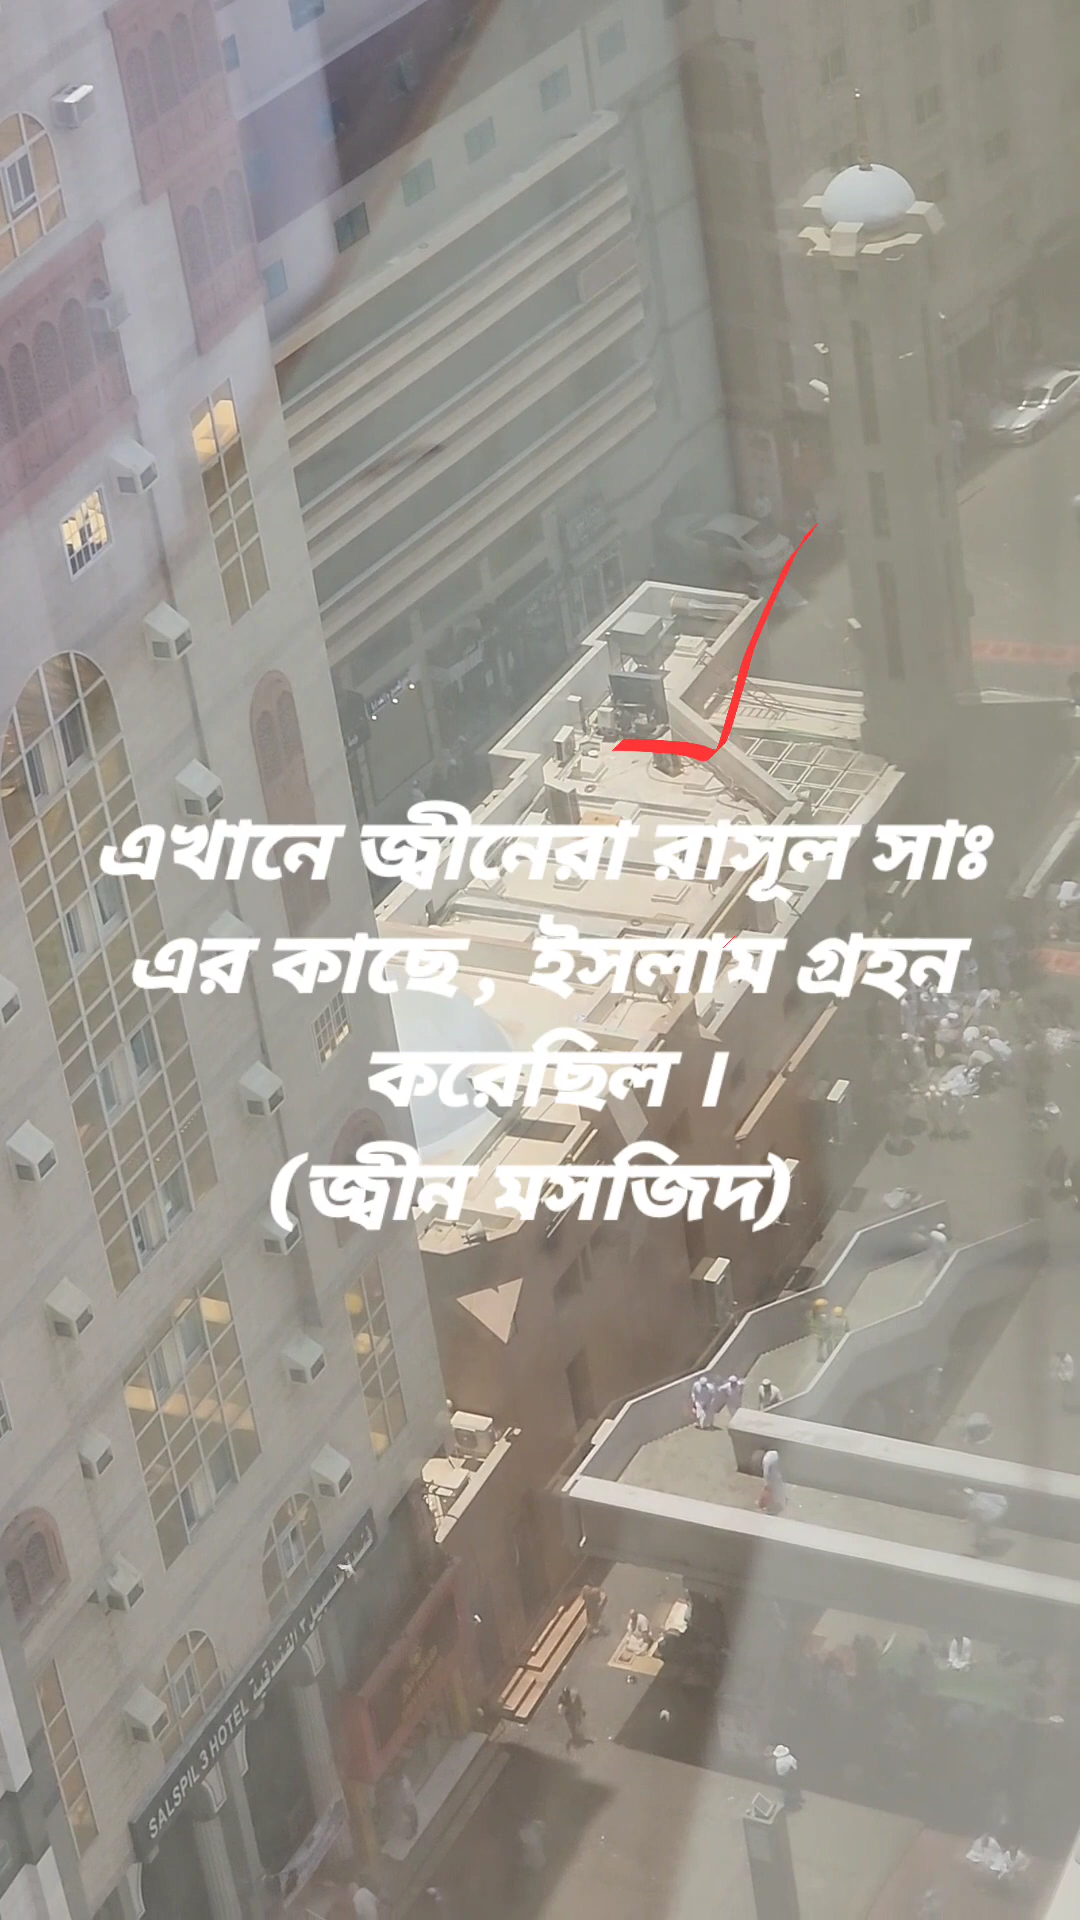 এখানে জ্বীনেরা রাসূল সাঃ
এর কাছে, ইসলাম গ্রহন
করেছিল ।
(জ্বীন মসজিদ)
SALSPIL 3 HOTEL